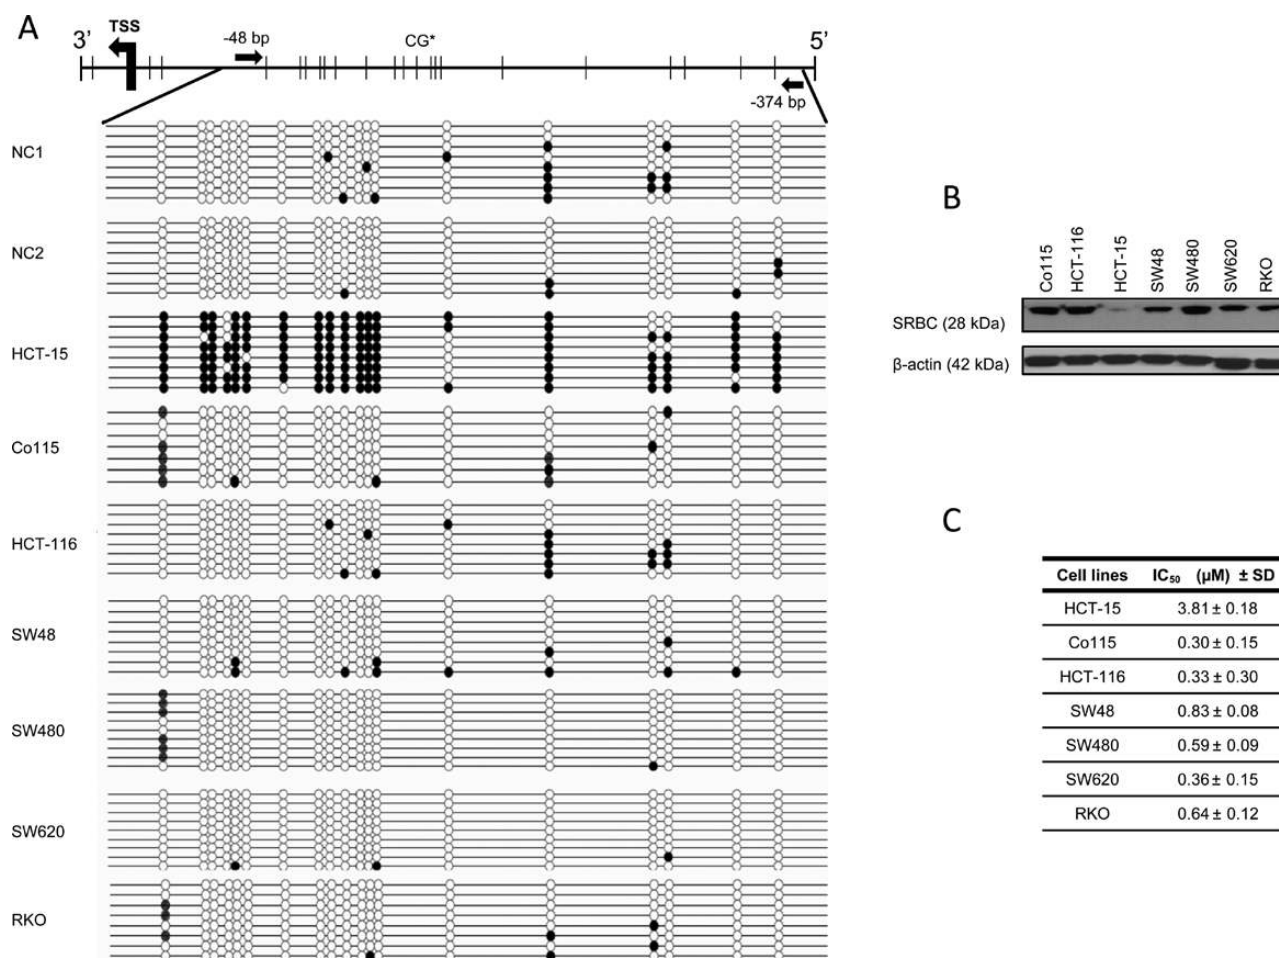 A
3'
TSS
-48 bp
CG*
5'
-374 bp
NC1
NC2
HCT-15
Co115
HCT-116
SW48
SW480
SW620
RKO
B
Co115
HCT-116
HCT-15
SW48
SW480
SW620
RKO
SRBC (28 kDa)
β-actin (42 kDa)
C
Cell lines IC50 (µM) ± SD
HCT-15 3.81 ± 0.18
Co115 0.30 ± 0.15
HCT-116 0.33 ± 0.30
SW48 0.83 ± 0.08
SW480 0.59 ± 0.09
SW620 0.36 ± 0.15
RKO 0.64 ± 0.12